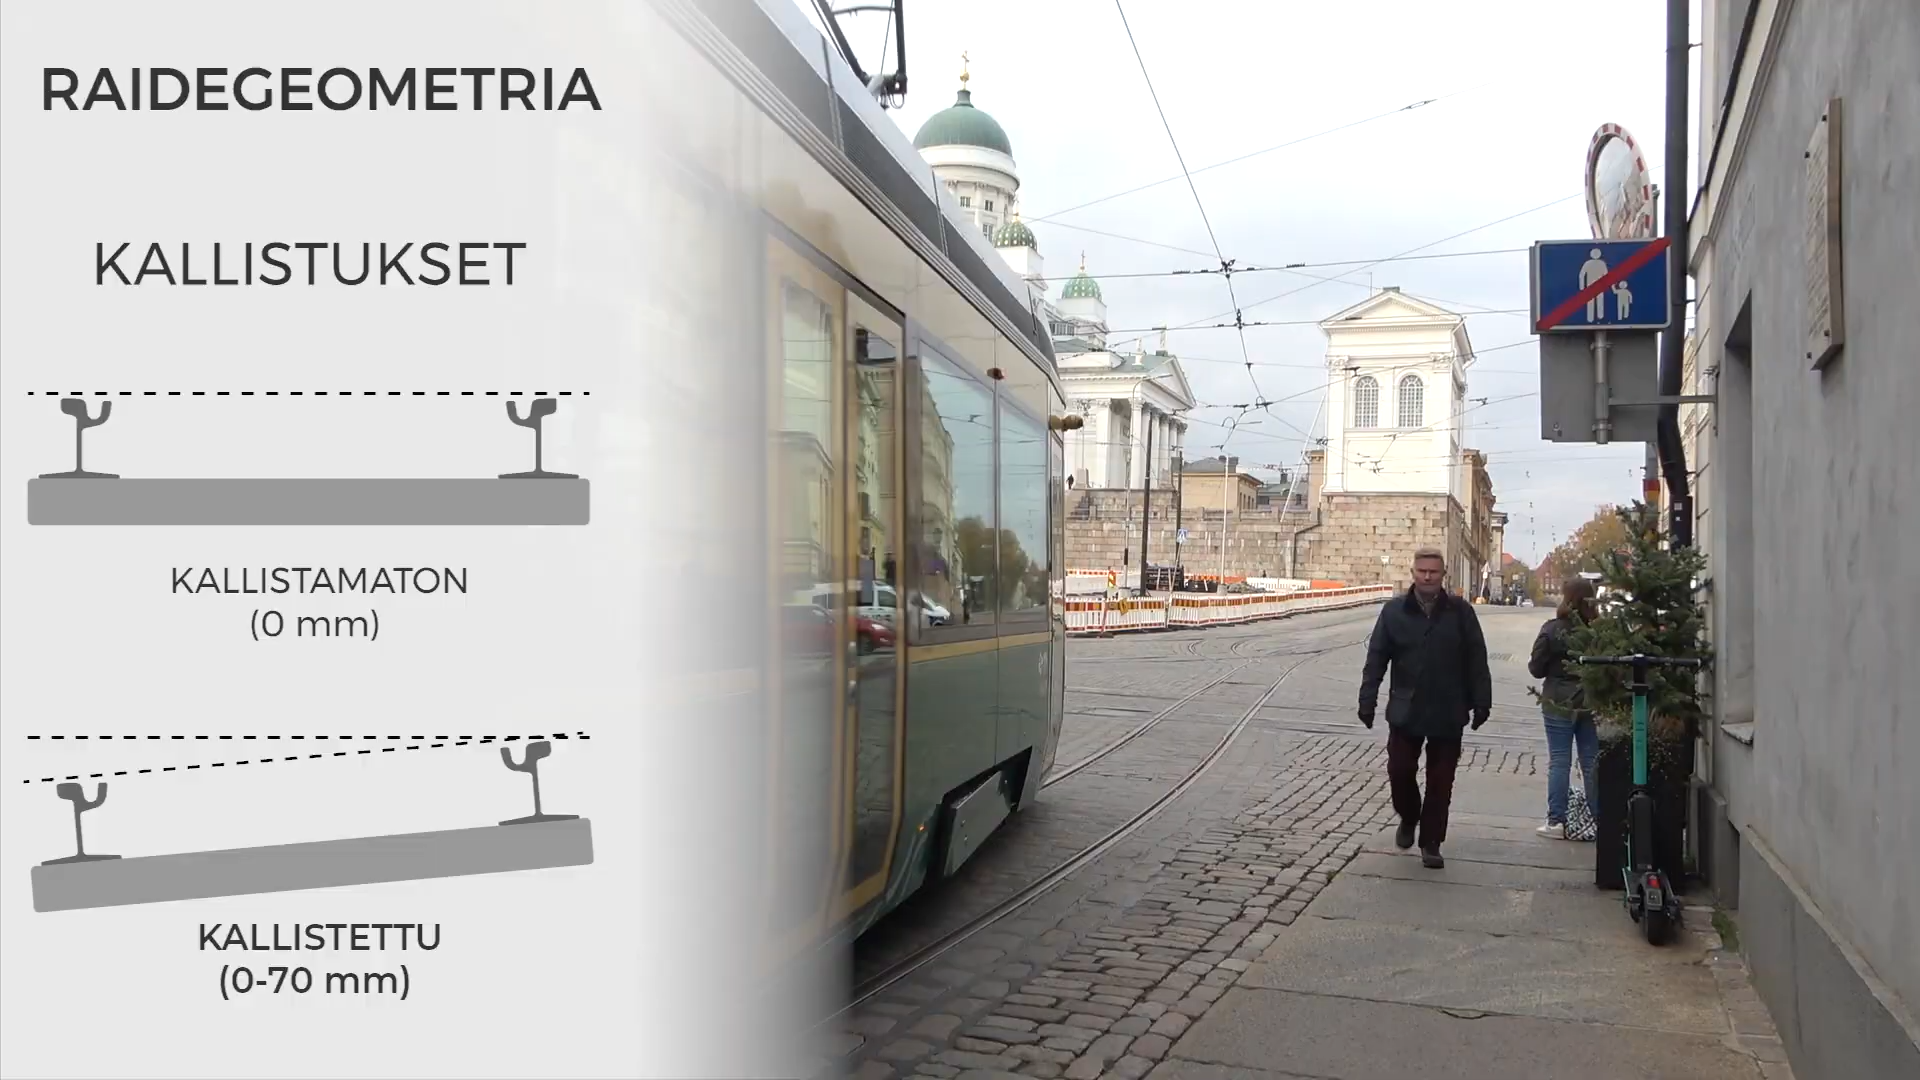 RAIDEGEOMETRIA
KALLISTUKSET
KALLISTAMATON
(0 mm)
KALLISTETTU
(0-70 mm)